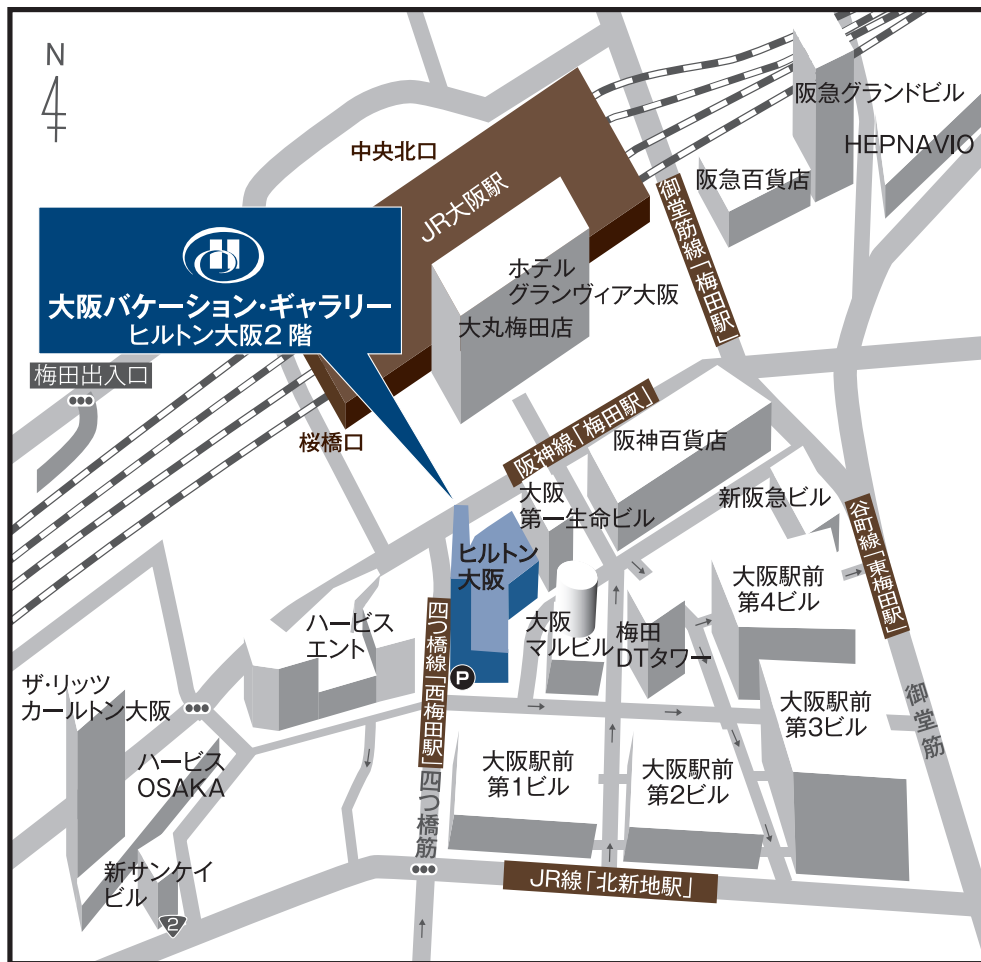 N
阪急グランドビル
HEPNAVIO
中央北口
阪急百貨店
JR大阪駅
御堂筋線「梅田駅」
H
大阪バケーション・ギャラリー
ヒルトン大阪2階
ホテル
グランヴィア大阪
大丸梅田店
梅田出入口
桜橋口
阪神線「梅田駅」
阪神百貨店
大阪
第一生命ビル
新阪急ビル
谷町線「東梅田駅」
ヒルトン
大阪
大阪駅前
第4ビル
ハービス
エント
四つ橋線「西梅田駅」
大阪
マルビル
梅田
DTタワー
P
ザ・リッツ
カールトン大阪
大阪駅前
第3ビル
御堂筋
ハービス
OSAKA
四つ橋筋
大阪駅前
第1ビル
大阪駅前
第2ビル
新サンケイ
ビル
2
JR線「北新地駅」